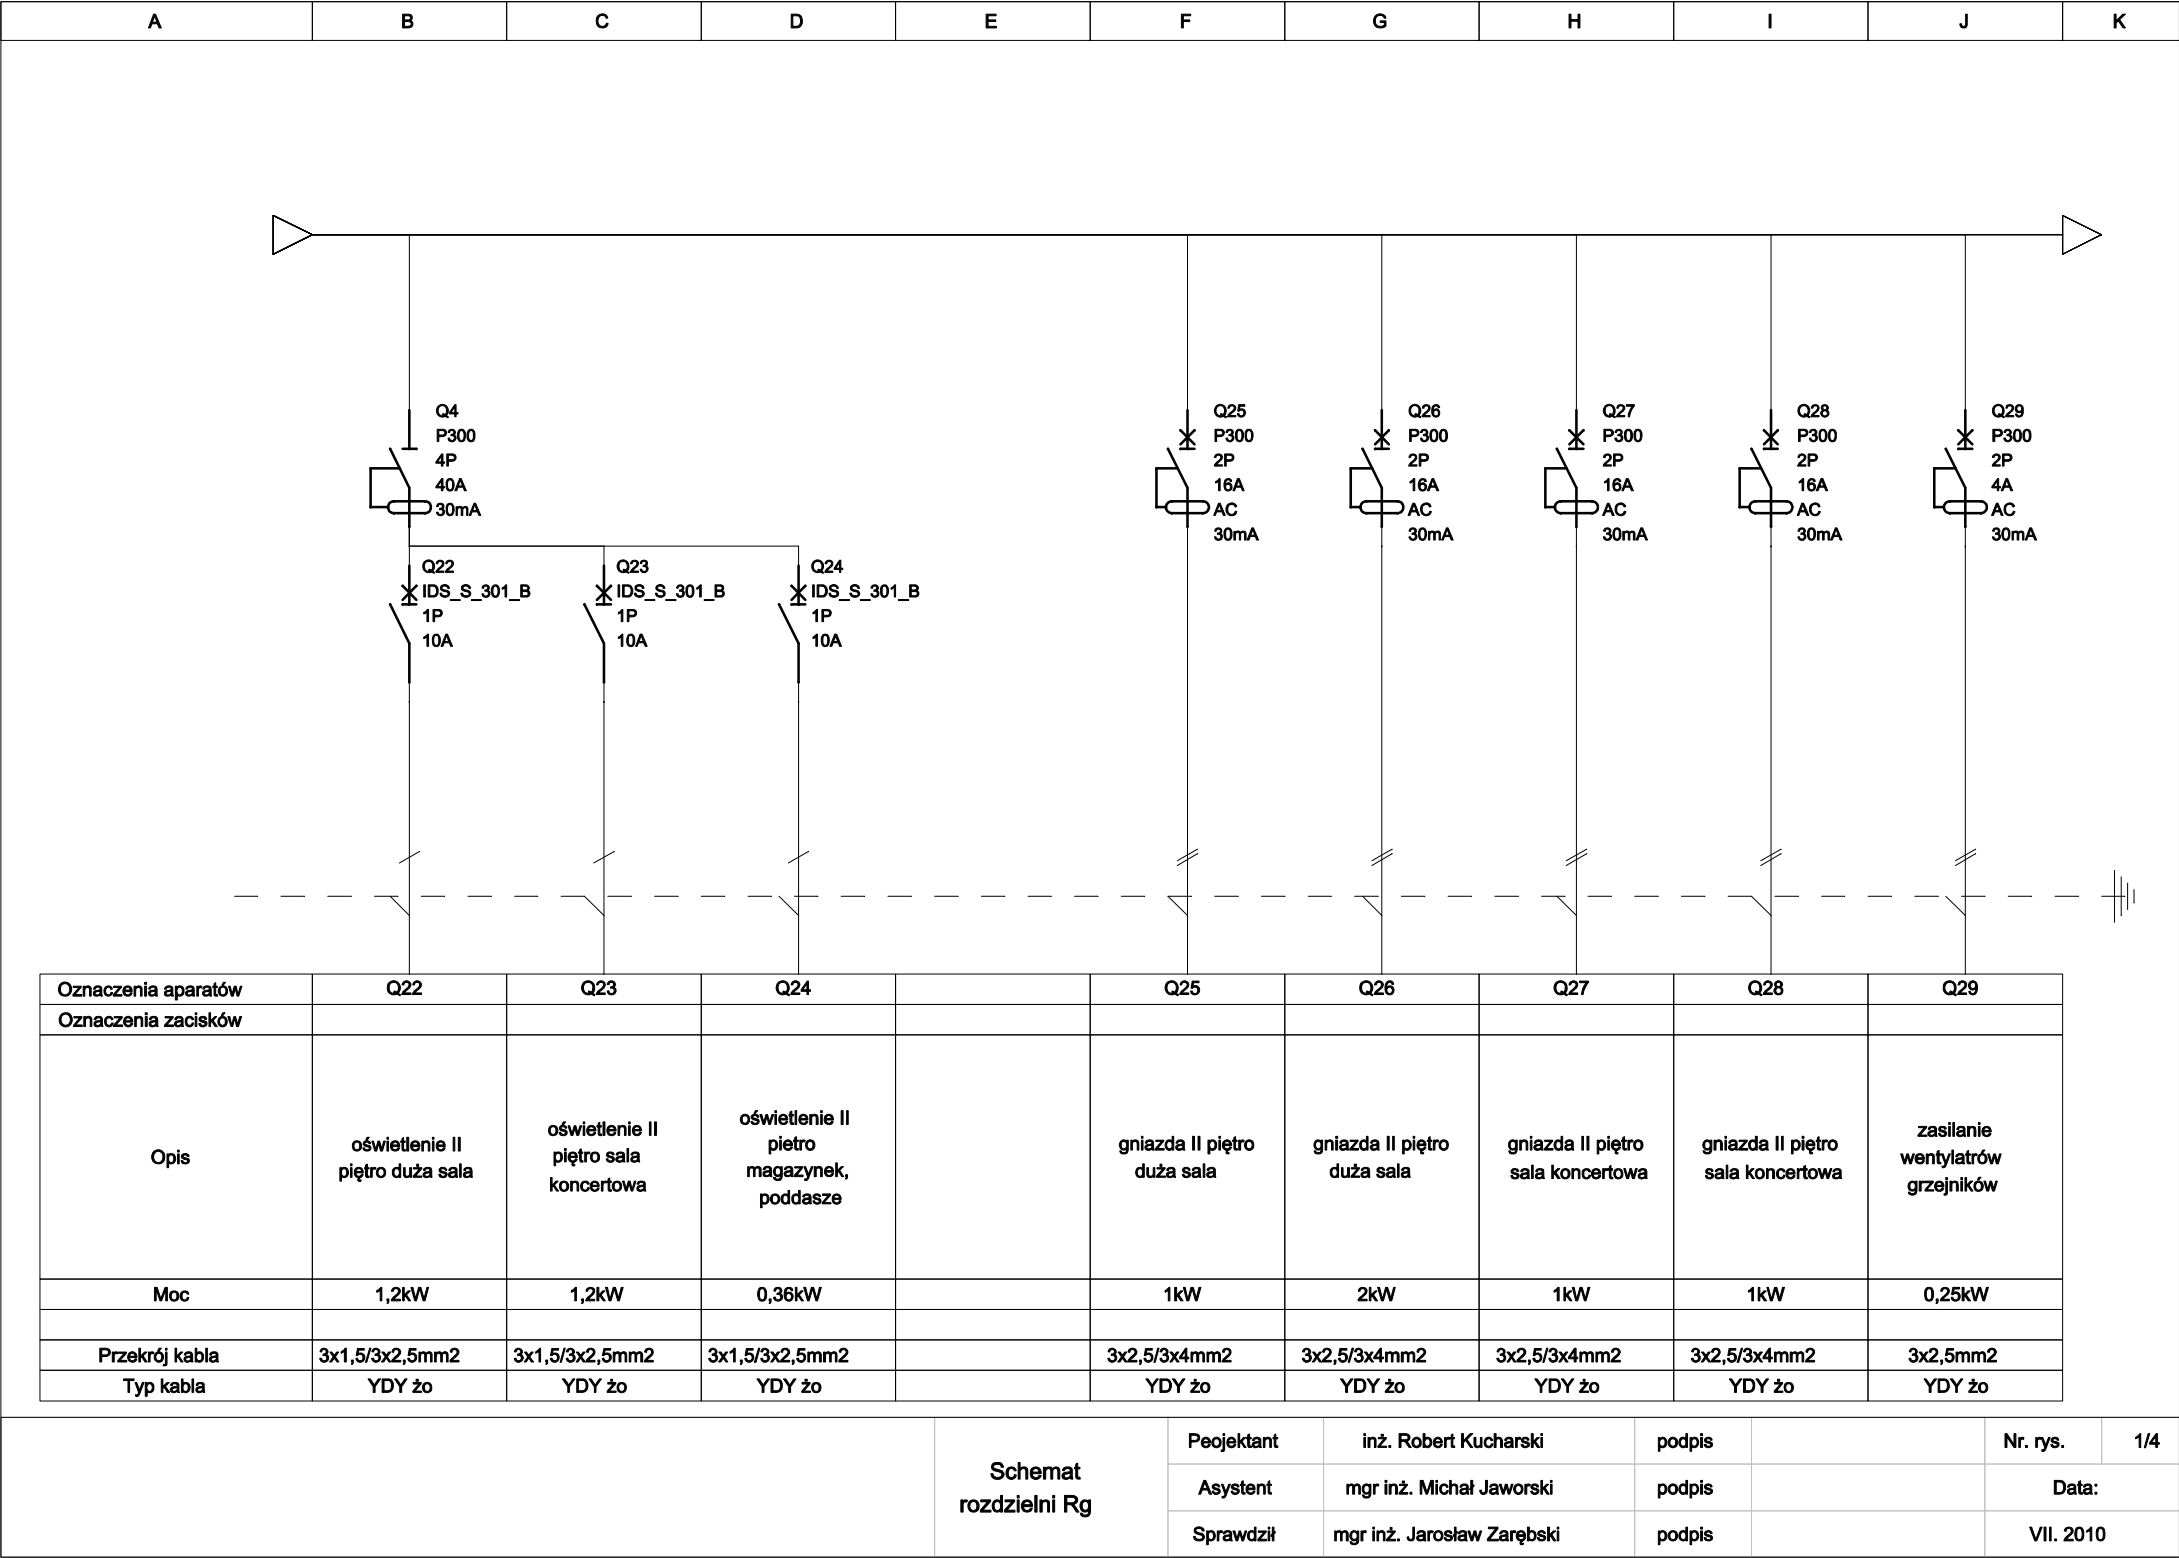 A B C D E F G H I J K
Q4
P300
4P
40A
30mA
Q22
IDS_S_301_B
1P
10A
Q23
IDS_S_301_B
1P
10A
Q24
IDS_S_301_B
1P
10A
Q25
P300
2P
16A
AC
30mA
Q26
P300
2P
16A
AC
30mA
Q27
P300
2P
16A
AC
30mA
Q28
P300
2P
16A
AC
30mA
Q29
P300
2P
4A
AC
30mA
Oznaczenia aparatów Q22 Q23 Q24 Q25 Q26 Q27 Q28 Q29
Oznaczenia zacisków
Opis
oświetlenie II
piętro duża sala
oświetlenie II
piętro sala
koncertowa
oświetlenie II
pietro
magazynek,
poddasze
gniazda II piętro
duża sala
gniazda II piętro
duża sala
gniazda II piętro
sala koncertowa
gniazda II piętro
sala koncertowa
zasilanie
wentylatrów
grzejników
Moc 1,2kW 1,2kW 0,36kW 1kW 2kW 1kW 1kW 0,25kW
Przekrój kabla 3x1,5/3x2,5mm2 3x1,5/3x2,5mm2 3x1,5/3x2,5mm2 3x2,5/3x4mm2 3x2,5/3x4mm2 3x2,5/3x4mm2 3x2,5/3x4mm2 3x2,5mm2
Typ kabla YDY żo YDY żo YDY żo YDY żo YDY żo YDY żo YDY żo YDY żo
Schemat
rozdzielni Rg
Peojektant inż. Robert Kucharski podpis Nr. rys. 1/4
Asystent mgr inż. Michał Jaworski podpis Data:
Sprawdził mgr inż. Jarosław Zarębski podpis VII. 2010